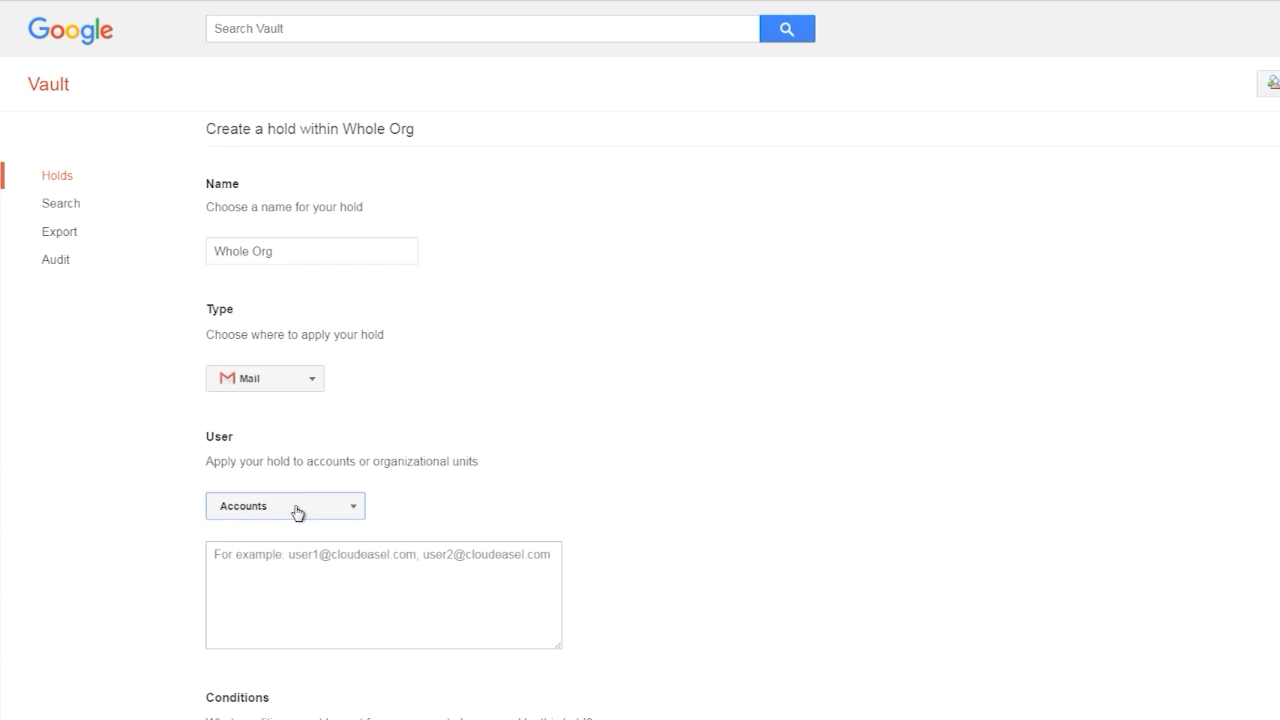 Google
Search Vault
Vault
Create a hold within Whole Org
Holds
Search
Export
Audit
Name
Choose a name for your hold
Whole Org
Type
Choose where to apply your hold
Mail
User
Apply your hold to accounts or organizational units
Accounts
For example: user1@cloudeasel.com, user2@cloudeasel.com
Conditions